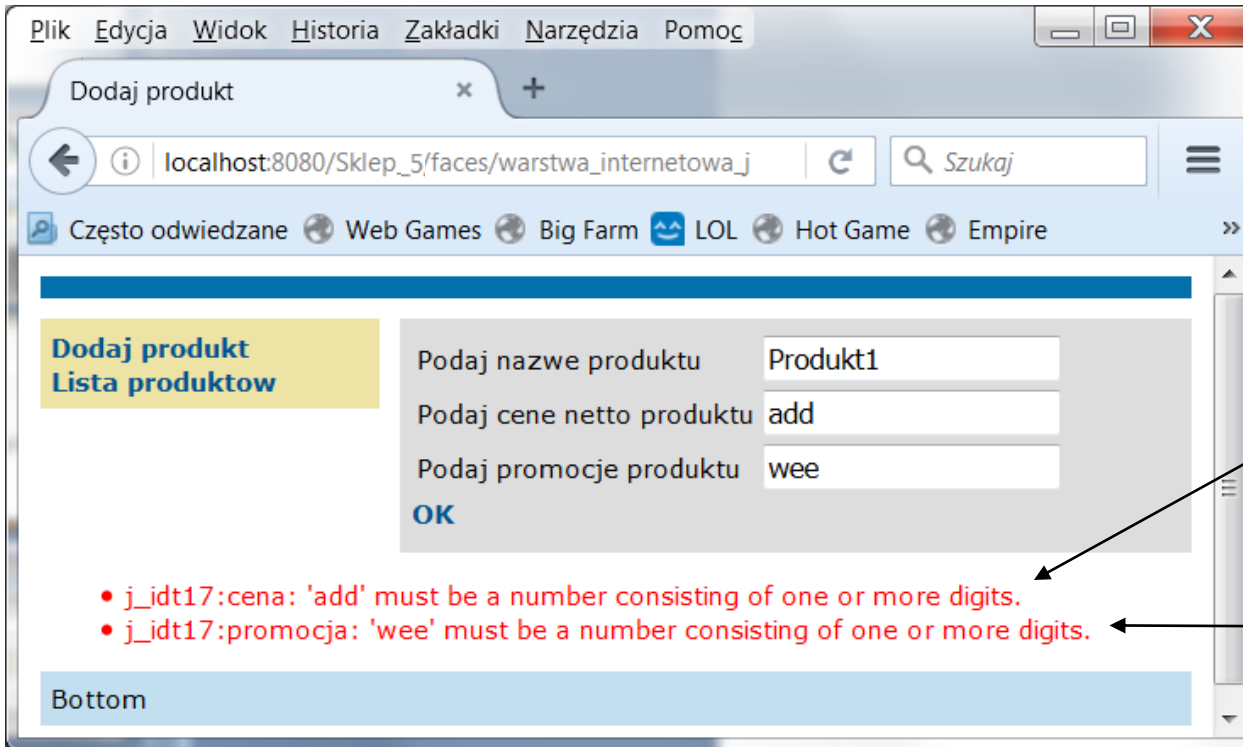 Plik Edycja Widok Historia Zakładki Narzędzia Pomoc
Dodaj produkt
localhost:8080/Sklep_5/faces/warstwa_internetowa_j
Szukaj
Często odwiedzane Web Games Big Farm LOL Hot Game Empire
Dodaj produkt
Lista produktow
Podaj nazwe produktu Produkt1
Podaj cene netto produktu add
Podaj promocje produktu wee
OK
j_idt17:cena: 'add' must be a number consisting of one or more digits.
j_idt17:promocja: 'wee' must be a number consisting of one or more digits.
Bottom